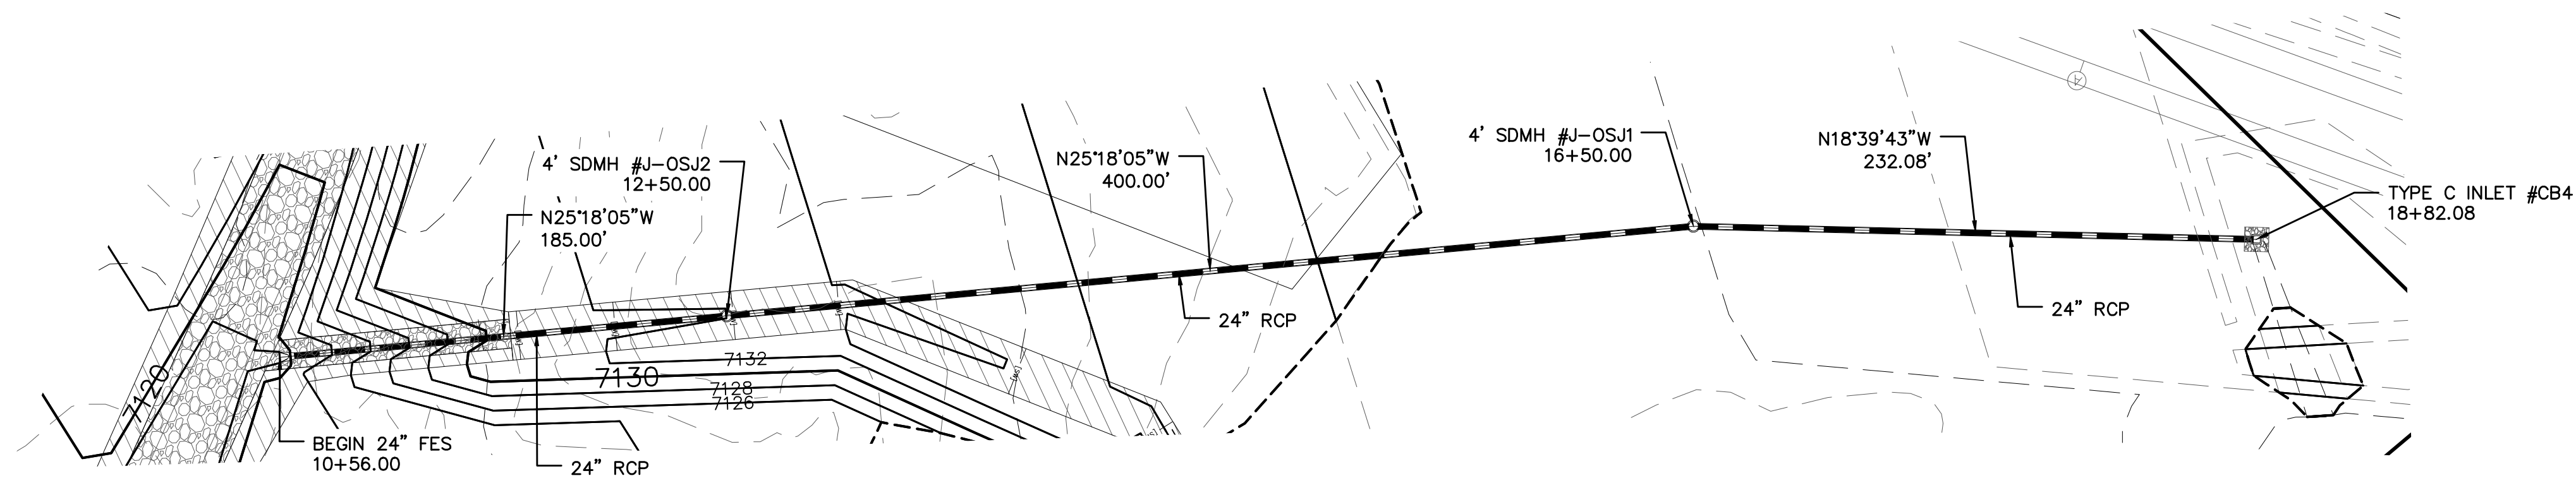 4' SDMH #J-OSJ2
12+50.00
N25°18'05"W
185.00'
N25°18'05"W
400.00'
4' SDMH #J-OSJ1
16+50.00
N18°39'43"W
232.08'
TYPE C INLET #CB4
18+82.08
24" RCP
24" RCP
7132
7130
7128
7126
7120
BEGIN 24" FES
10+56.00
24" RCP